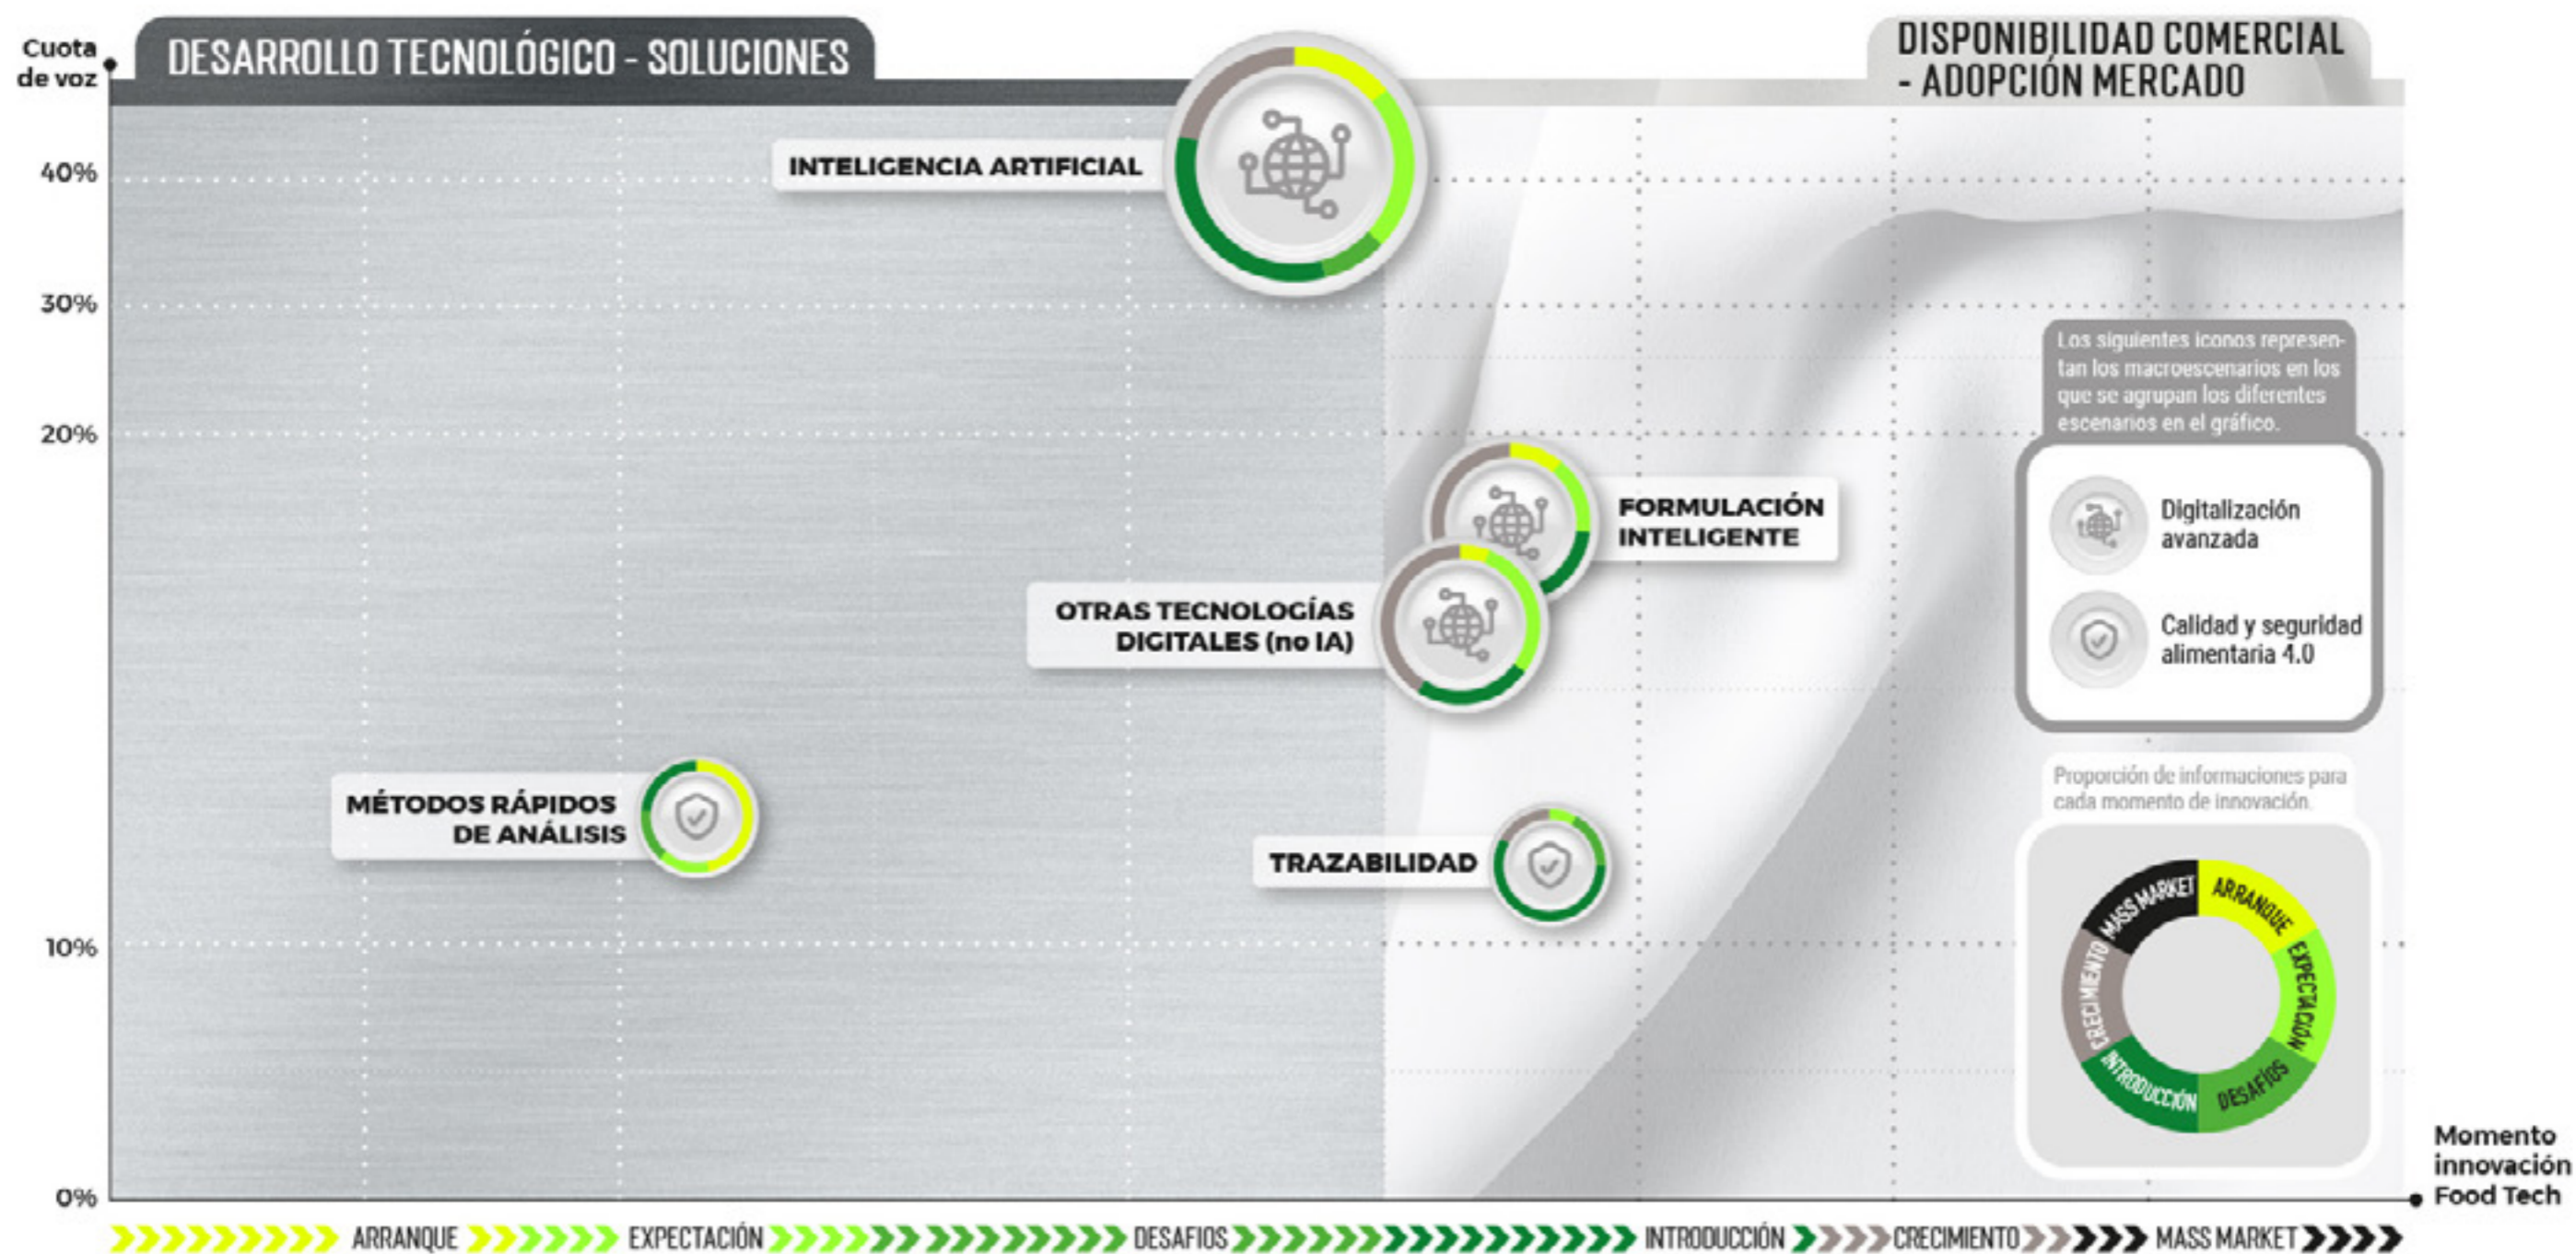 Cuota
de voz
DESARROLLO TECNOLÓGICO - SOLUCIONES
DISPONIBILIDAD COMERCIAL
- ADOPCIÓN MERCADO
40%
30%
20%
10%
0%
INTELIGENCIA ARTIFICIAL
FORMULACIÓN
INTELIGENTE
OTRAS TECNOLOGÍAS
DIGITALES (no IA)
MÉTODOS RÁPIDOS
DE ANÁLISIS
TRAZABILIDAD
Los siguientes iconos represen-
tan los macroescenarios en los
que se agrupan los diferentes
escenarios en el gráfico.
Digitalización
avanzada
Calidad y seguridad
alimentaria 4.0
Proporción de informaciones para
cada momento de innovación.
ARRANQUE
EXPECTACIÓN
DESAFÍOS
INTRODUCCIÓN
CRECIMIENTO
MASS MARKET
Momento
innovación
Food Tech
ARRANQUE EXPECTACIÓN DESAFIOS INTRODUCCIÓN CRECIMIENTO MASS MARKET